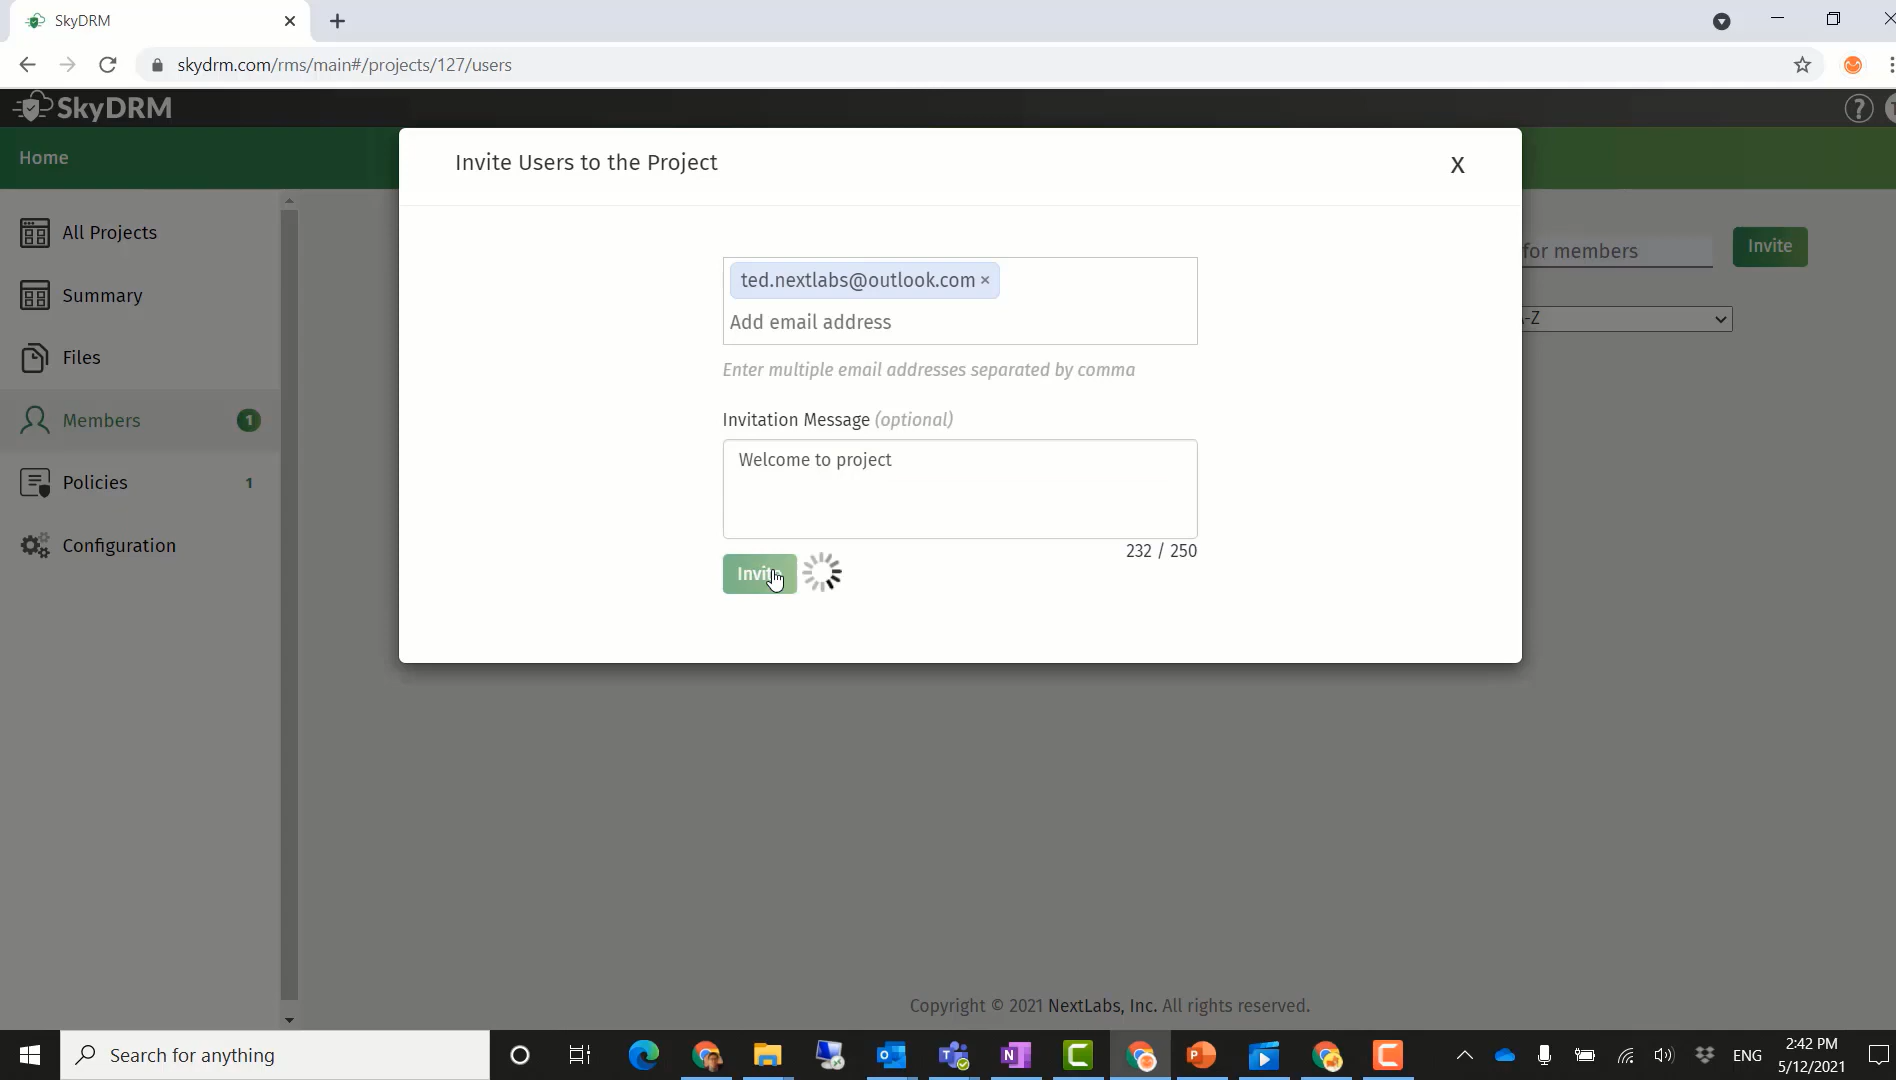 SkyDRM
skydrm.com/rms/main#/projects/127/users
SkyDRM
Home
Invite Users to the Project
X
All Projects
Summary
Files
Members 1
Policies 1
Configuration
for members
Invite
-Z
ted.nextlabs@outlook.com ×
Add email address
Enter multiple email addresses separated by comma
Invitation Message (optional)
Welcome to project
232 / 250
Copyright © 2021 NextLabs, Inc. All rights reserved.
Search for anything
ENG
2:42 PM
5/12/2021